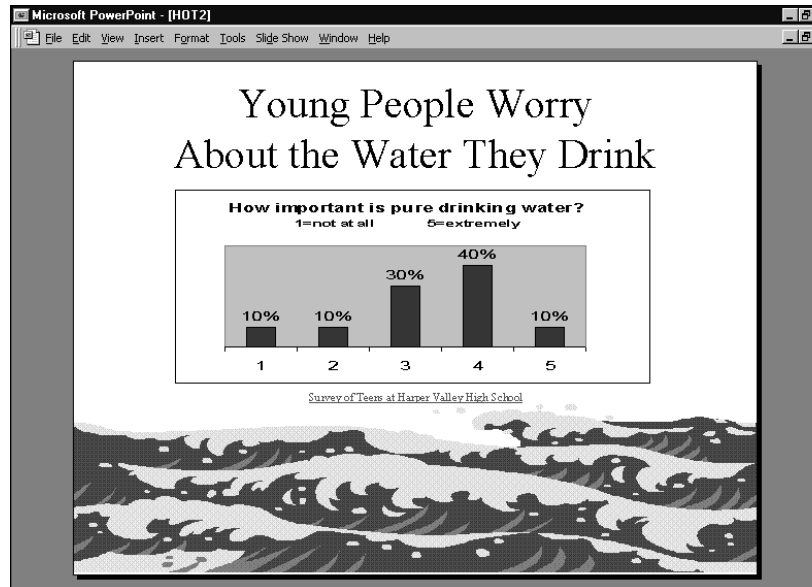 Microsoft PowerPoint - [HOT2]
File Edit View Insert Format Tools Slide Show Window Help
Young People Worry
About the Water They Drink
How important is pure drinking water?
1=not at all 5=extremely
10% 10% 30% 40% 10%
1 2 3 4 5
Survey of Teens at Harper Valley High School